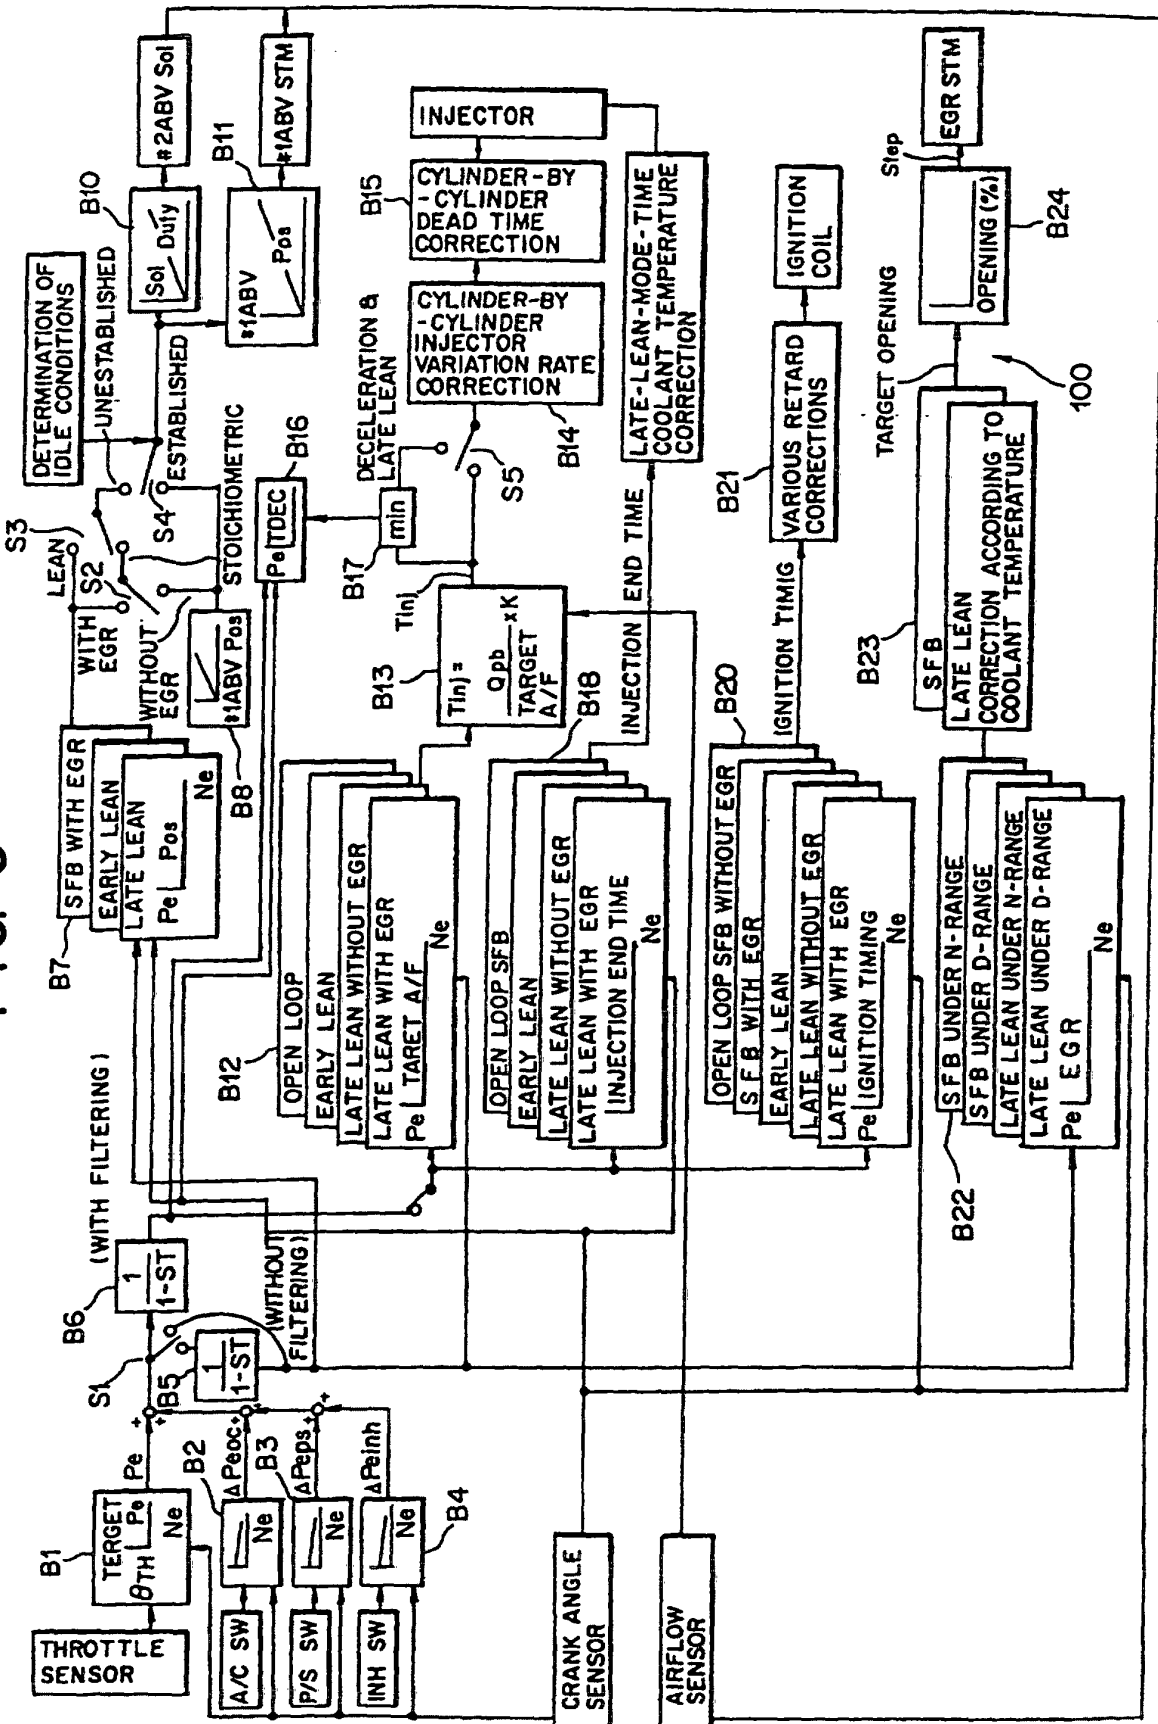 THROTTLE
SENSOR
B1
TERGET
θTH
Pe
Ne
Pe
A/C SW
B2
Ne
ΔPeoc
P/S SW
B3
Ne
ΔPeps
INH SW
B4
Ne
ΔPeinh
CRANK ANGLE
SENSOR
AIRFLOW
SENSOR
+
+
+
+
+
S1
B5
1
1-ST
B6
1
1-ST
(WITH FILTERING)
(WITHOUT
FILTERING)
B7
SFB WITH EGR
EARLY LEAN
LATE LEAN
Pe
Pos
Ne
B8
#1ABV Pos
WITH
EGR
WITHOUT
EGR
S2
LEAN
S3
STOICHIOMETRIC
S4
UNESTABLISHED
ESTABLISHED
DETERMINATION OF
IDLE CONDITIONS
B10
Sol
Duty
#2ABV Sol
B11
#1ABV
Pos
#1ABV STM
B16
Pe
TDEC
B17
min
DECELERATION &
LATE LEAN
S5
B12
OPEN LOOP
EARLY LEAN
LATE LEAN WITHOUT EGR
LATE LEAN WITH EGR
Pe
TARET A/F
Ne
B13
Tinj =
Qpb
TARGET
A/F
xK
Tinj
B14
CYLINDER-BY
-CYLINDER
INJECTOR
VARIATION RATE
CORRECTION
B15
CYLINDER-BY
-CYLINDER
DEAD TIME
CORRECTION
INJECTOR
B18
OPEN LOOP SFB
EARLY LEAN
LATE LEAN WITHOUT EGR
LATE LEAN WITH EGR
INJECTION END TIME
Ne
INJECTION END TIME
LATE-LEAN-MODE-TIME
COOLANT TEMPERATURE
CORRECTION
B20
OPEN LOOP SFB WITHOUT EGR
SFB WITH EGR
EARLY LEAN
LATE LEAN WITHOUT EGR
LATE LEAN WITH EGR
Pe
IGNITION TIMING
Ne
IGNITION TIMIG
B21
VARIOUS RETARD
CORRECTIONS
IGNITION
COIL
B22
SFB UNDER N-RANGE
SFB UNDER D-RANGE
LATE LEAN UNDER N-RANGE
LATE LEAN UNDER D-RANGE
Pe
EGR
Ne
B23
SFB
LATE LEAN
CORRECTION ACCORDING TO
COOLANT TEMPERATURE
TARGET OPENING
100
B24
OPENING (%)
Step
EGR STM